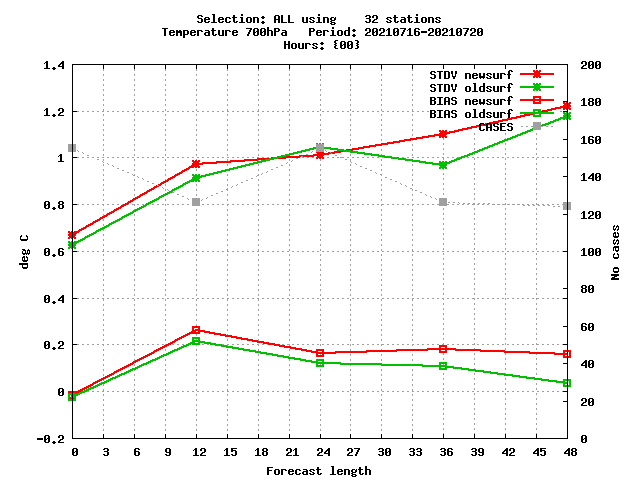 Selection: ALL using    32 stations
Temperature 700hPa   Period: 20210716-20210720
Hours: {00}
STDV newsurf
STDV oldsurf
BIAS newsurf
BIAS oldsurf
CASES
1.4
1.2
1
0.8
0.6
0.4
0.2
0
-0.2
deg C
200
180
160
140
120
100
80
60
40
20
0
No cases
0 3 6 9 12 15 18 21 24 27 30 33 36 39 42 45 48
Forecast length